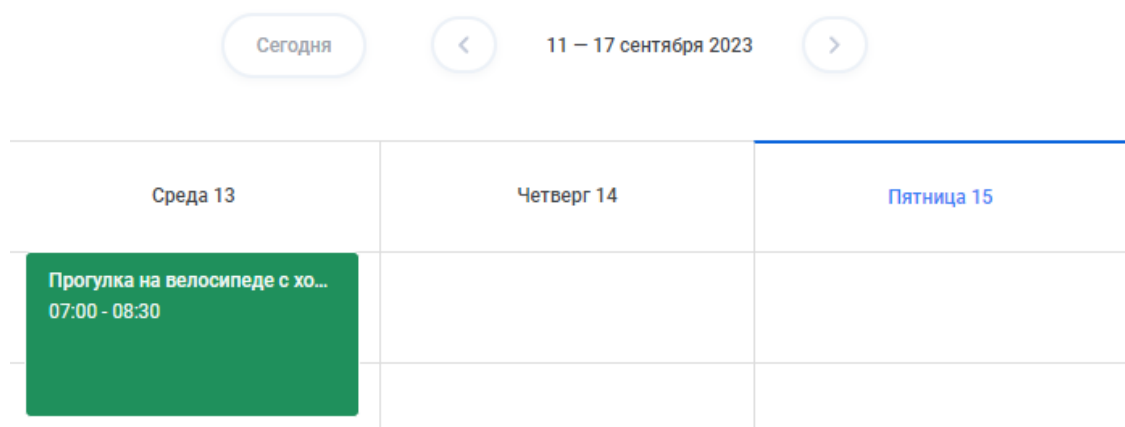 Сегодня 11 – 17 сентября 2023
Среда 13 Четверг 14 Пятница 15
Прогулка на велосипеде с хо...
07:00 - 08:30